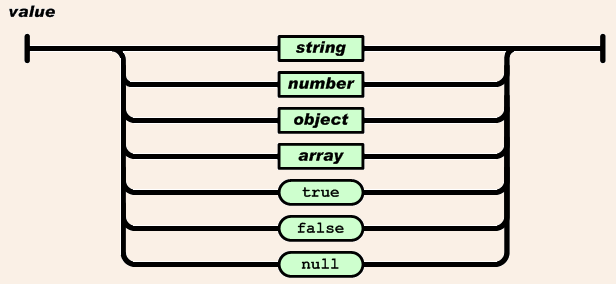 value
string
number
object
array
true
false
null